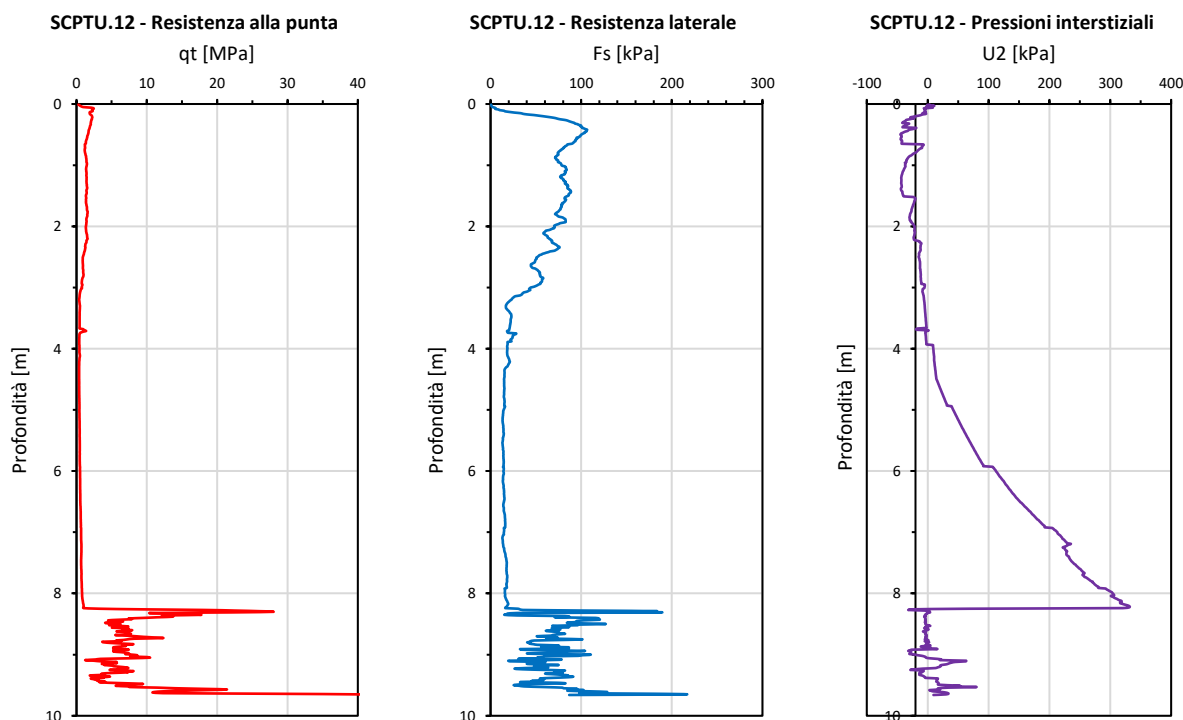 SCPTU.12 - Resistenza alla punta
qt [MPa]
0 10 20 30 40
0
2
4
6
8
10
Profondità [m]
SCPTU.12 - Resistenza laterale
Fs [kPa]
0 100 200 300
0
2
4
6
8
10
Profondità [m]
SCPTU.12 - Pressioni interstiziali
U2 [kPa]
-100 0 100 200 300 400
0
2
4
6
8
10
Profondità [m]